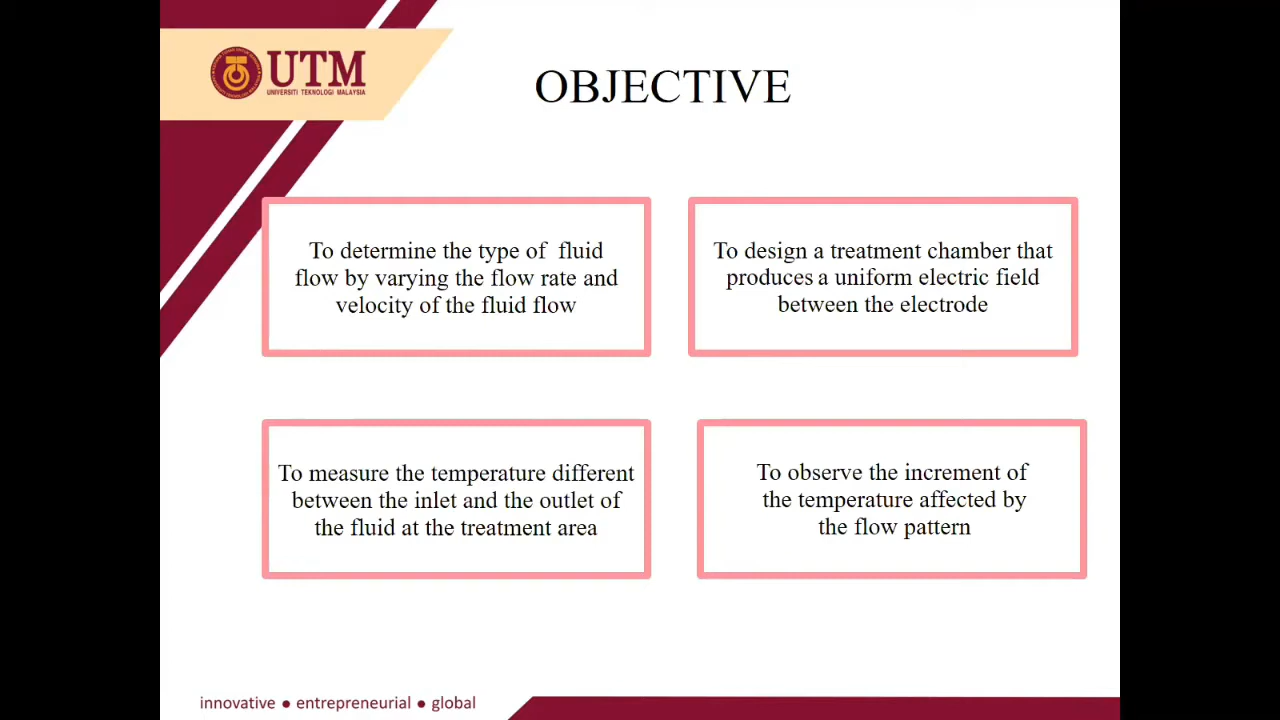 UTM
UNIVERSITI TEKNOLOGI MALAYSIA
OBJECTIVE
To determine the type of fluid
flow by varying the flow rate and
velocity of the fluid flow
To design a treatment chamber that
produces a uniform electric field
between the electrode
To measure the temperature different
between the inlet and the outlet of
the fluid at the treatment area
To observe the increment of
the temperature affected by
the flow pattern
innovative ● entrepreneurial ● global